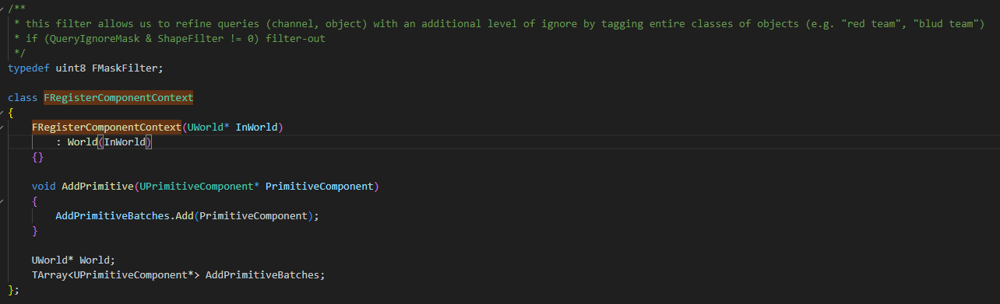 /**
* this filter allows us to refine queries (channel, object) with an additional level of ignore by tagging entire classes of objects (e.g. "red team", "blud team")
* if (QueryIgnoreMask & ShapeFilter != 0) filter-out
*/
typedef uint8 FMaskFilter;
class FRegisterComponentContext
{
FRegisterComponentContext(UWorld* InWorld)
: World(InWorld)
{}
void AddPrimitive(UPrimitiveComponent* PrimitiveComponent)
{
AddPrimitiveBatches.Add(PrimitiveComponent);
}
UWorld* World;
TArray<UPrimitiveComponent*> AddPrimitiveBatches;
};